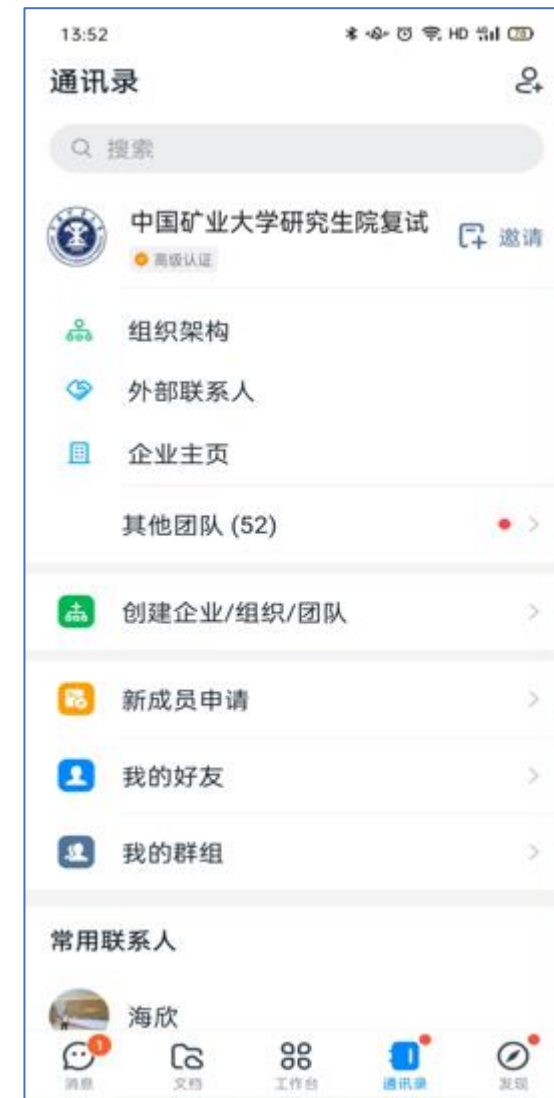 13:52 HD 78
通讯录
搜索
中国矿业大学研究生院复试
高级认证
邀请
组织架构
外部联系人
企业主页
其他团队 (52)
创建企业/组织/团队
新成员申请
我的好友
我的群组
常用联系人
海欣
1
消息 文档 工作台 通讯录 发现